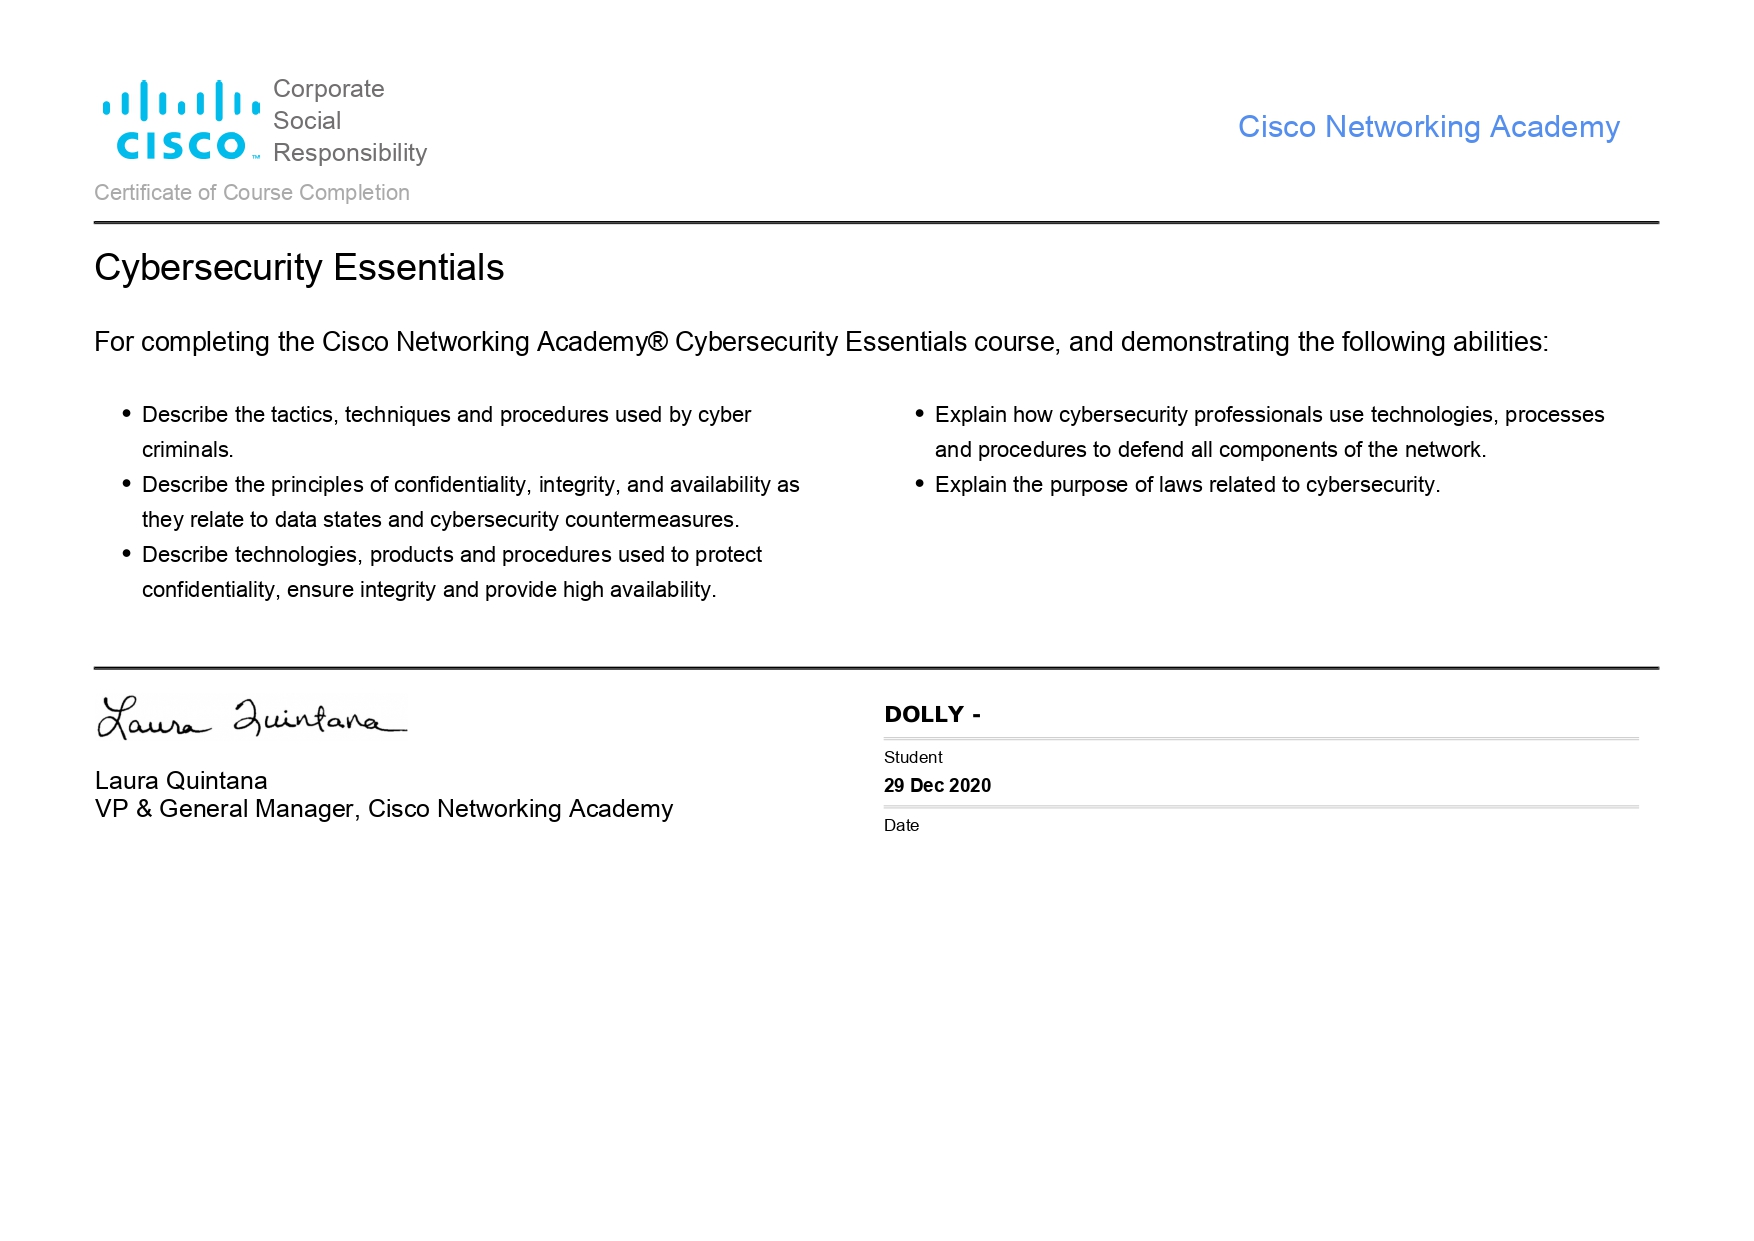 Corporate
Social
CISCO™ Responsibility
Cisco Networking Academy
Certificate of Course Completion
Cybersecurity Essentials
For completing the Cisco Networking Academy® Cybersecurity Essentials course, and demonstrating the following abilities:
• Describe the tactics, techniques and procedures used by cyber
criminals.
• Describe the principles of confidentiality, integrity, and availability as
they relate to data states and cybersecurity countermeasures.
• Describe technologies, products and procedures used to protect
confidentiality, ensure integrity and provide high availability.
• Explain how cybersecurity professionals use technologies, processes
and procedures to defend all components of the network.
• Explain the purpose of laws related to cybersecurity.
Laura Quintana
Laura Quintana
VP & General Manager, Cisco Networking Academy
DOLLY -
Student
29 Dec 2020
Date